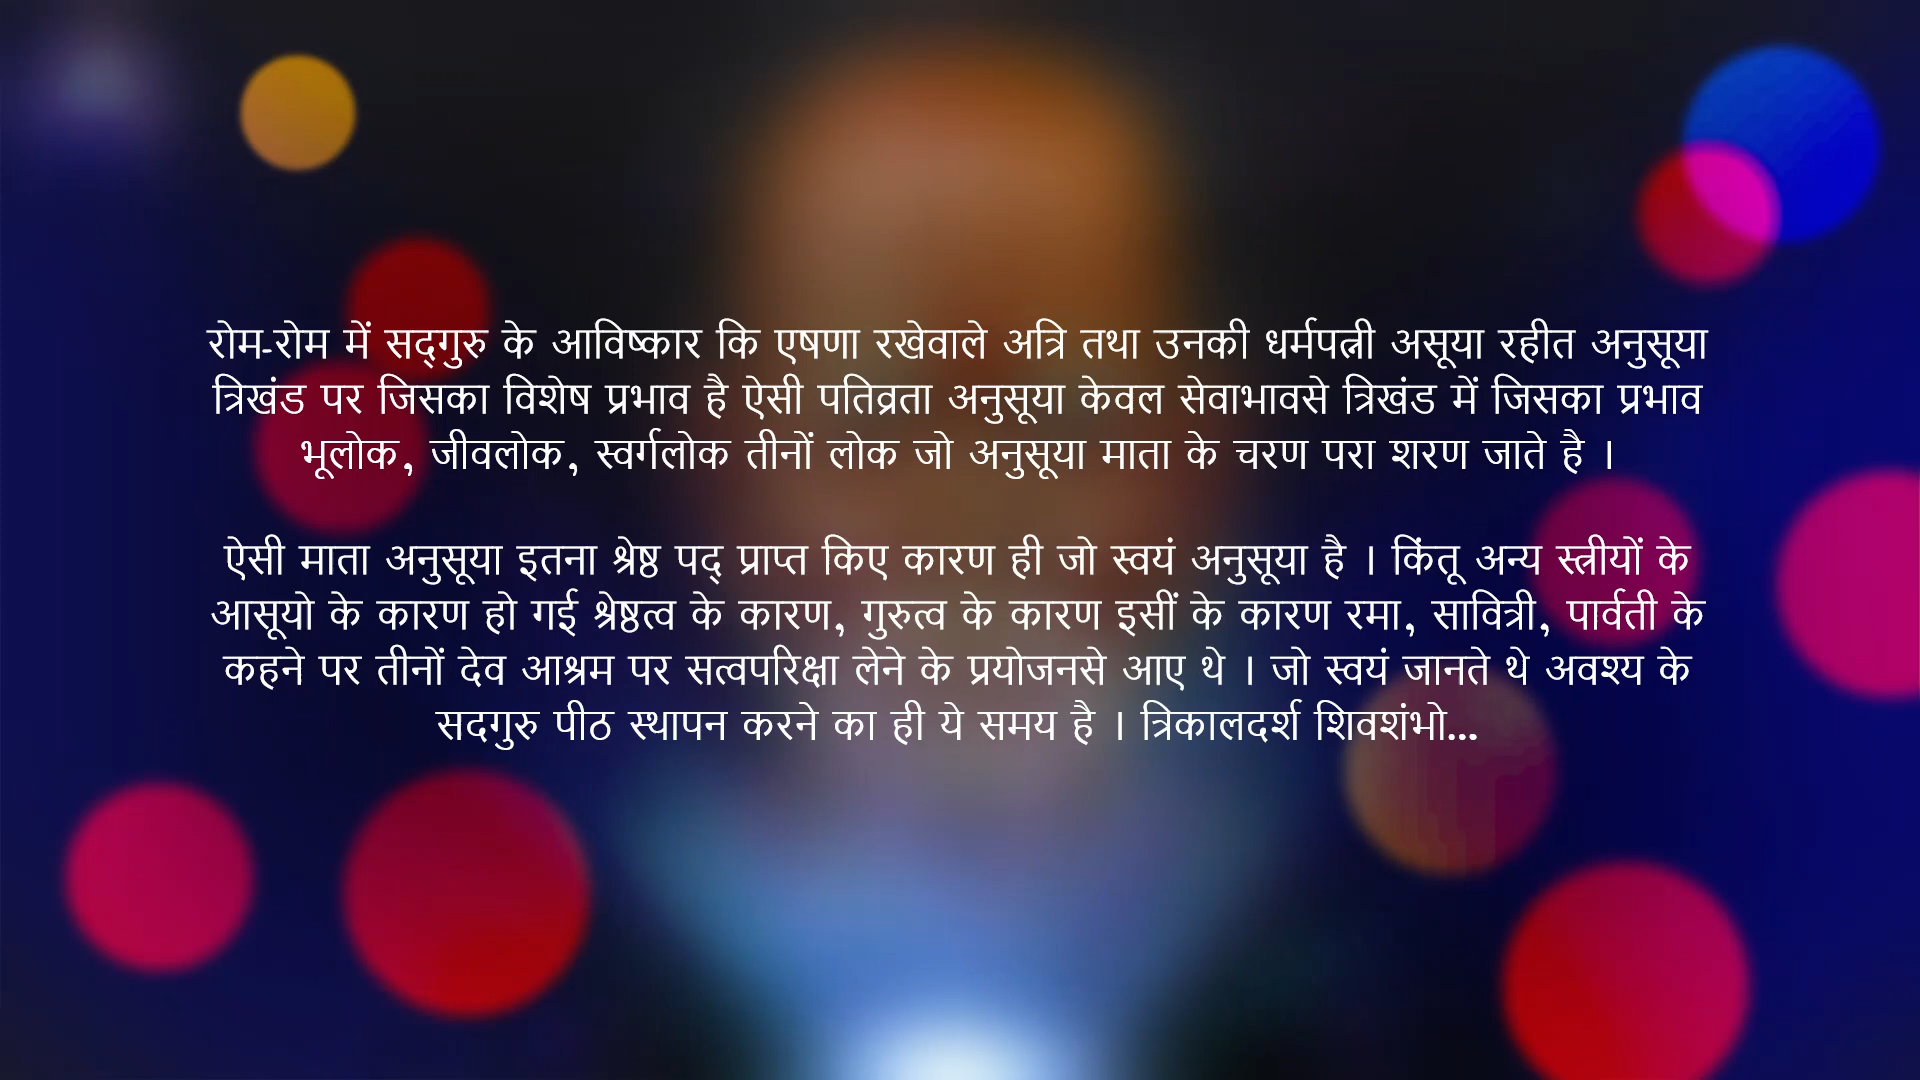 रोम-रोम में सद्‌गुरु के आविष्कार कि एषणा रखेवाले अत्रि तथा उनकी धर्मपत्नी असूया रहीत अनुसूया
त्रिखंड पर जिसका विशेष प्रभाव है ऐसी पतिव्रता अनुसूया केवल सेवाभावसे त्रिखंड में जिसका प्रभाव
भूलोक, जीवलोक, स्वर्गलोक तीनों लोक जो अनुसूया माता के चरण परा शरण जाते है ।
ऐसी माता अनुसूया इतना श्रेष्ठ पद् प्राप्त किए कारण ही जो स्वयं अनुसूया है । किंतू अन्य स्त्रीयों के
आसूयो के कारण हो गई श्रेष्ठत्व के कारण, गुरुत्व के कारण इसीं के कारण रमा, सावित्री, पार्वती के
कहने पर तीनों देव आश्रम पर सत्वपरिक्षा लेने के प्रयोजनसे आए थे । जो स्वयं जानते थे अवश्य के
सदगुरु पीठ स्थापन करने का ही ये समय है । त्रिकालदर्श शिवशंभो...